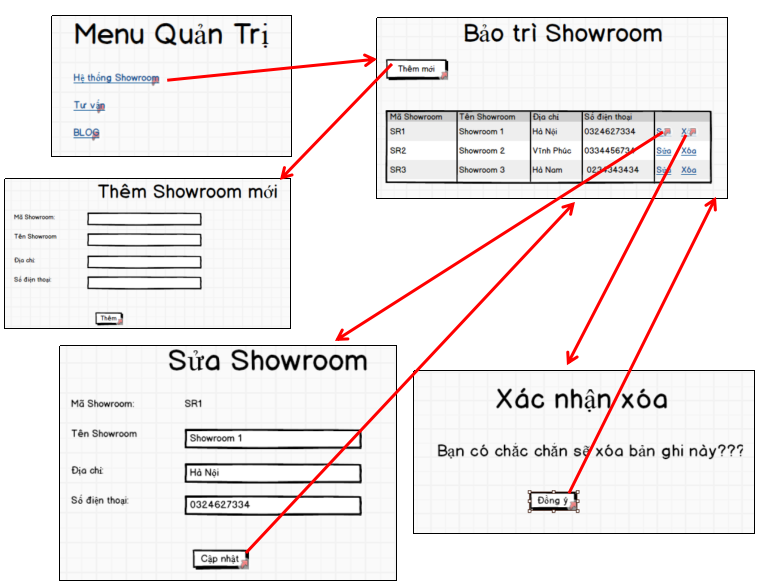 Menu Quản Trị
Hệ thống Showroom
Tư vấn
BLOG
Bảo trì Showroom
Thêm mới
Mã Showroom Tên Showroom Địa chỉ Số điện thoại
SR1 Showroom 1 Hà Nội 0324627334
SR2 Showroom 2 Vĩnh Phúc 0334456734 Sửa Xóa
SR3 Showroom 3 Hà Nam 0234343434 Sửa Xóa
Thêm Showroom mới
Mã Showroom:
Tên Showroom
Địa chỉ:
Số điện thoại:
Thêm
Sửa Showroom
Mã Showroom: SR1
Tên Showroom Showroom 1
Địa chỉ: Hà Nội
Số điện thoại: 0324627334
Cập nhật
Xác nhận xóa
Bạn có chắc chắn sẽ xóa bản ghi này???
Đồng ý